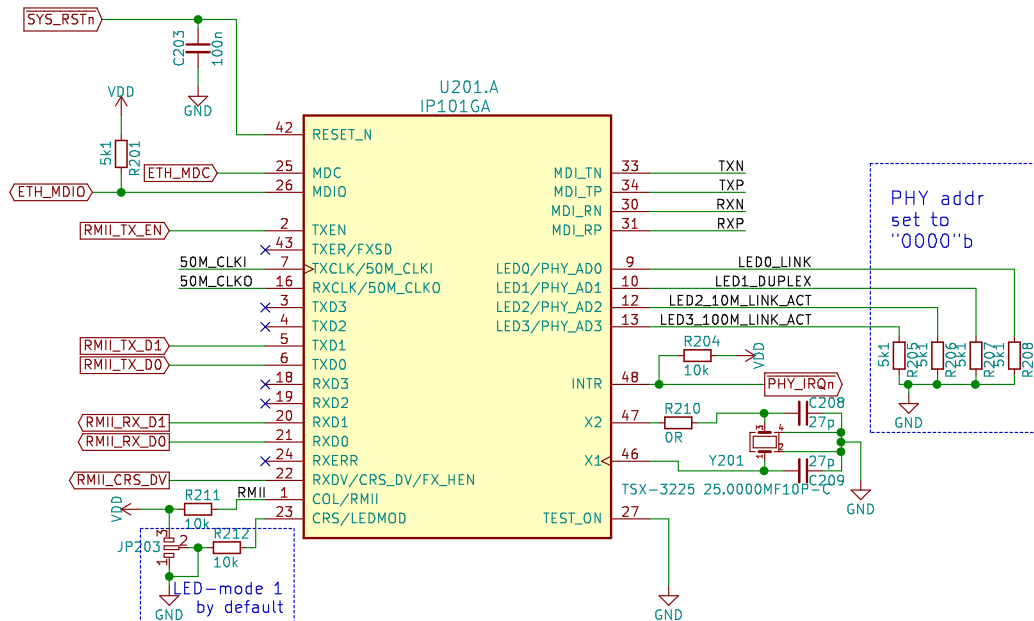 SYS_RSTn
C203
100n
GND
VDD
5k1
R201
ETH_MDC
ETH_MDIO
RMII_TX_EN
50M_CLKI
50M_CLKO
RMII_TX_D1
RMII_TX_D0
RMII_RX_D1
RMII_RX_D0
RMII_CRS_DV
U201.A
IP101GA
42 RESET_N
25 MDC
26 MDIO
2 TXEN
43 TXER/FXSD
7 TXCLK/50M_CLKI
16 RXCLK/50M_CLKO
3 TXD3
4 TXD2
5 TXD1
6 TXD0
18 RXD3
19 RXD2
20 RXD1
21 RXD0
24 RXERR
22 RXDV/CRS_DV/FX_HEN
1 COL/RMII
23 CRS/LEDMOD
MDI_TN 33 TXN
MDI_TP 34 TXP
MDI_RN 30 RXN
MDI_RP 31 RXP
LED0/PHY_AD0 9 LED0_LINK
LED1/PHY_AD1 10 LED1_DUPLEX
LED2/PHY_AD2 12 LED2_10M_LINK_ACT
LED3/PHY_AD3 13 LED3_100M_LINK_ACT
INTR 48
X2 47
X1 46
TEST_ON 27
R204
10k
VDD
PHY_IRQn
R210
0R
C208
27p
3
4
2
1
Y201
27p
C209
TSX-3225 25.0000MF10P-C
GND
GND
PHY addr
set to
"0000"b
5k1
R205
5k1
R206
5k1
R207
5k1
R208
GND
RMII
R211
10k
VDD
JP203
3
2
1
R212
10k
LED-mode 1
by default
GND